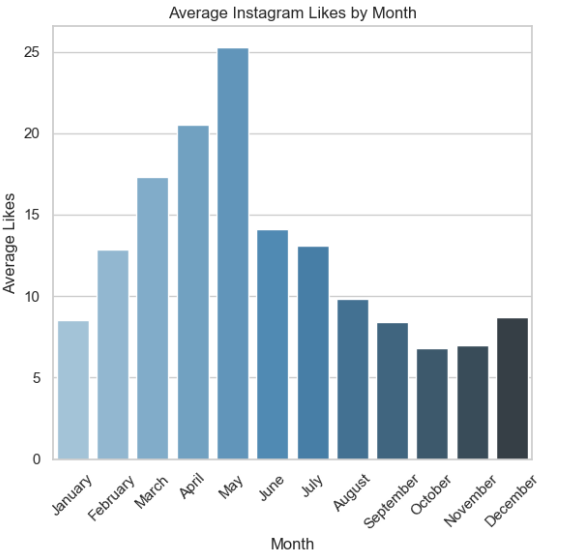 Average Instagram Likes by Month
Average Likes
25
20
15
10
5
0
January
February
March
April
May
June
July
August
September
October
November
December
Month